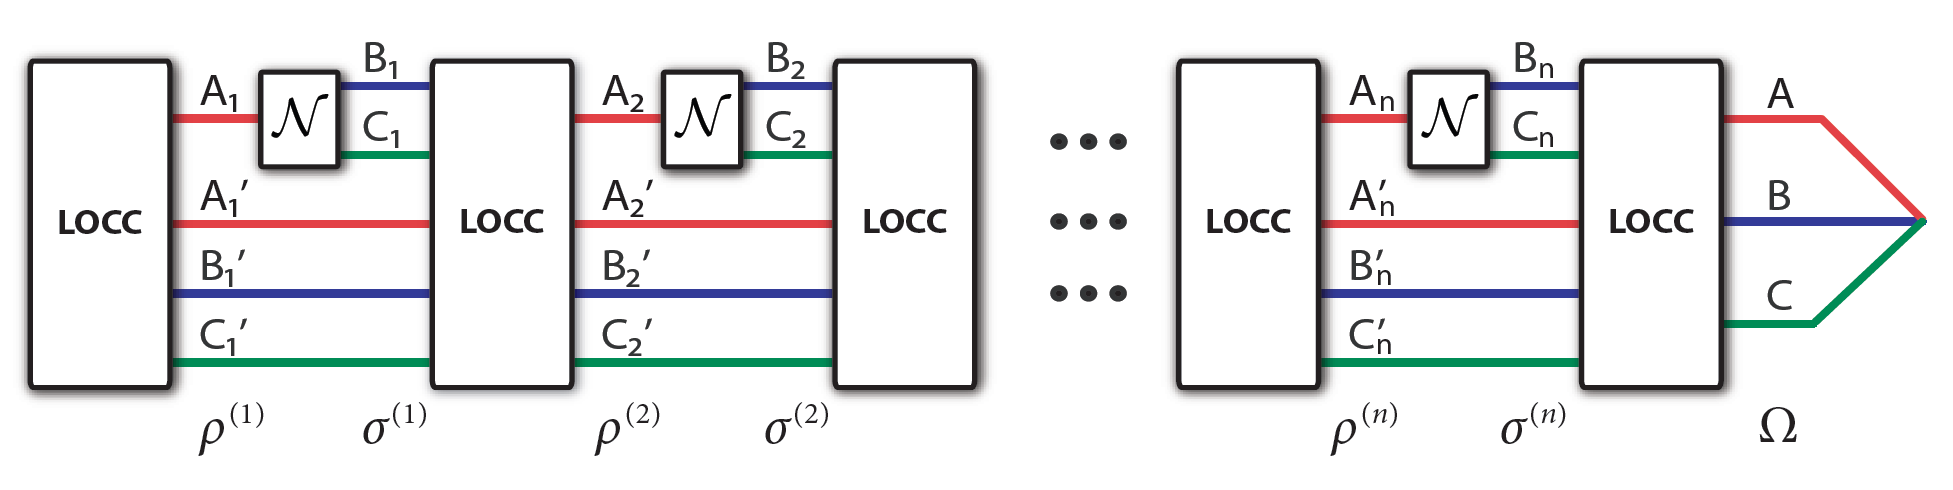 B₁ B₂ Bₙ
A₁ 𝒩 C₁ A₂ 𝒩 C₂ Aₙ 𝒩 Cₙ A
A₁′ A₂′ A′ₙ B
LOCC LOCC LOCC LOCC LOCC
B₁′ B₂′ B′ₙ C
C₁′ C₂′ C′ₙ
ρ⁽¹⁾ σ⁽¹⁾ ρ⁽²⁾ σ⁽²⁾ ρ⁽ⁿ⁾ σ⁽ⁿ⁾ Ω